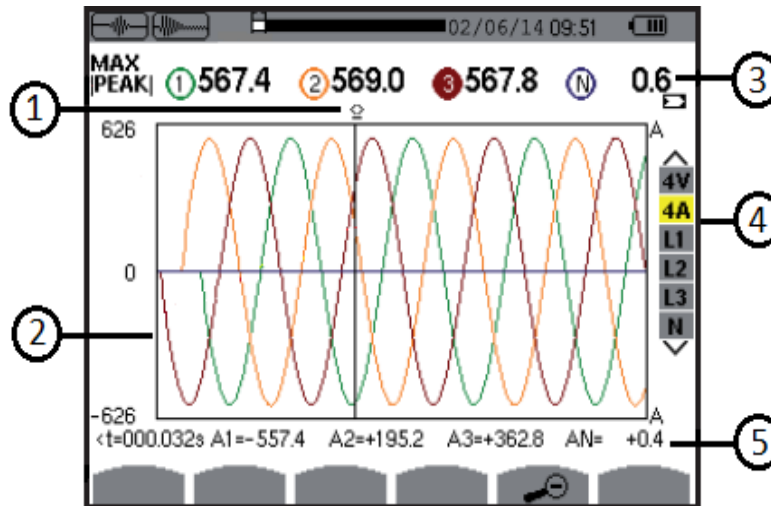 02/06/14 09:51
MAX
|PEAK| 1 567.4 2 569.0 3 567.8 N 0.6
3
1
626 A
4V
4A
4
L1
0 L2
L3
2
N
-626 A
<t=000.032s A1=-557.4 A2=+195.2 A3=+362.8 AN= +0.4
5